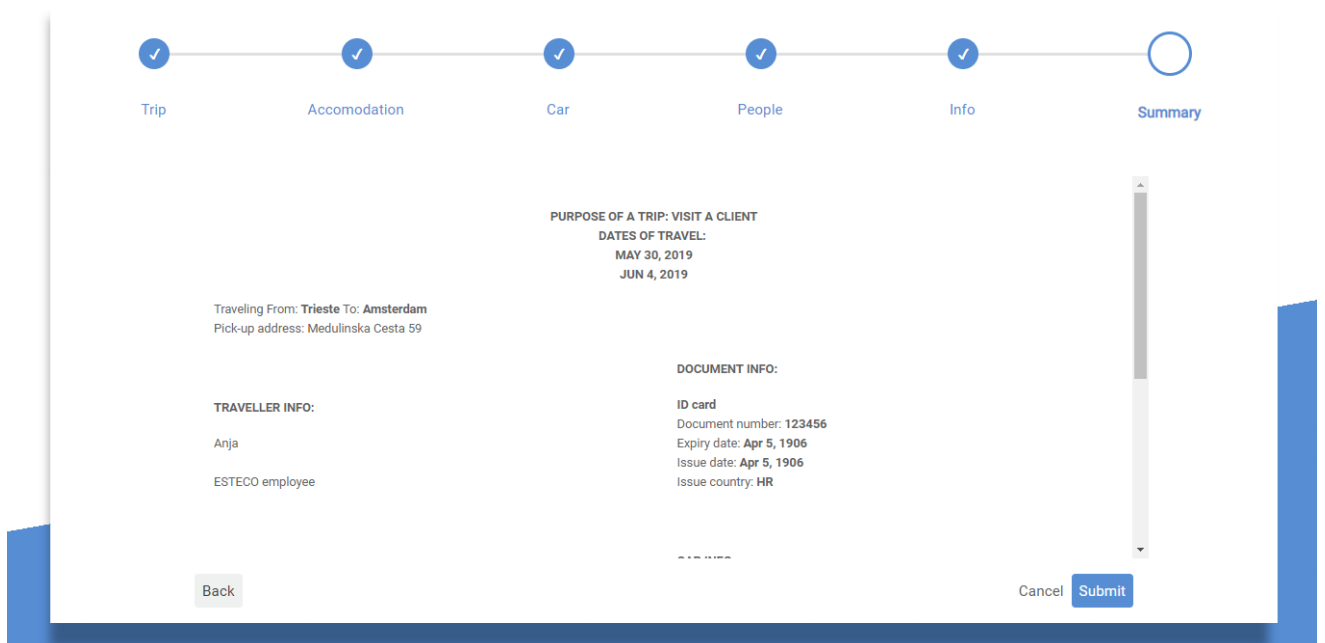 Trip
Accomodation
Car
People
Info
Summary
PURPOSE OF A TRIP: VISIT A CLIENT
DATES OF TRAVEL:
MAY 30, 2019
JUN 4, 2019
Traveling From: Trieste To: Amsterdam
Pick-up address: Medulinska Cesta 59
DOCUMENT INFO:
TRAVELLER INFO:
ID card
Document number: 123456
Anja
Expiry date: Apr 5, 1906
Issue date: Apr 5, 1906
ESTECO employee
Issue country: HR
Back
Cancel
Submit